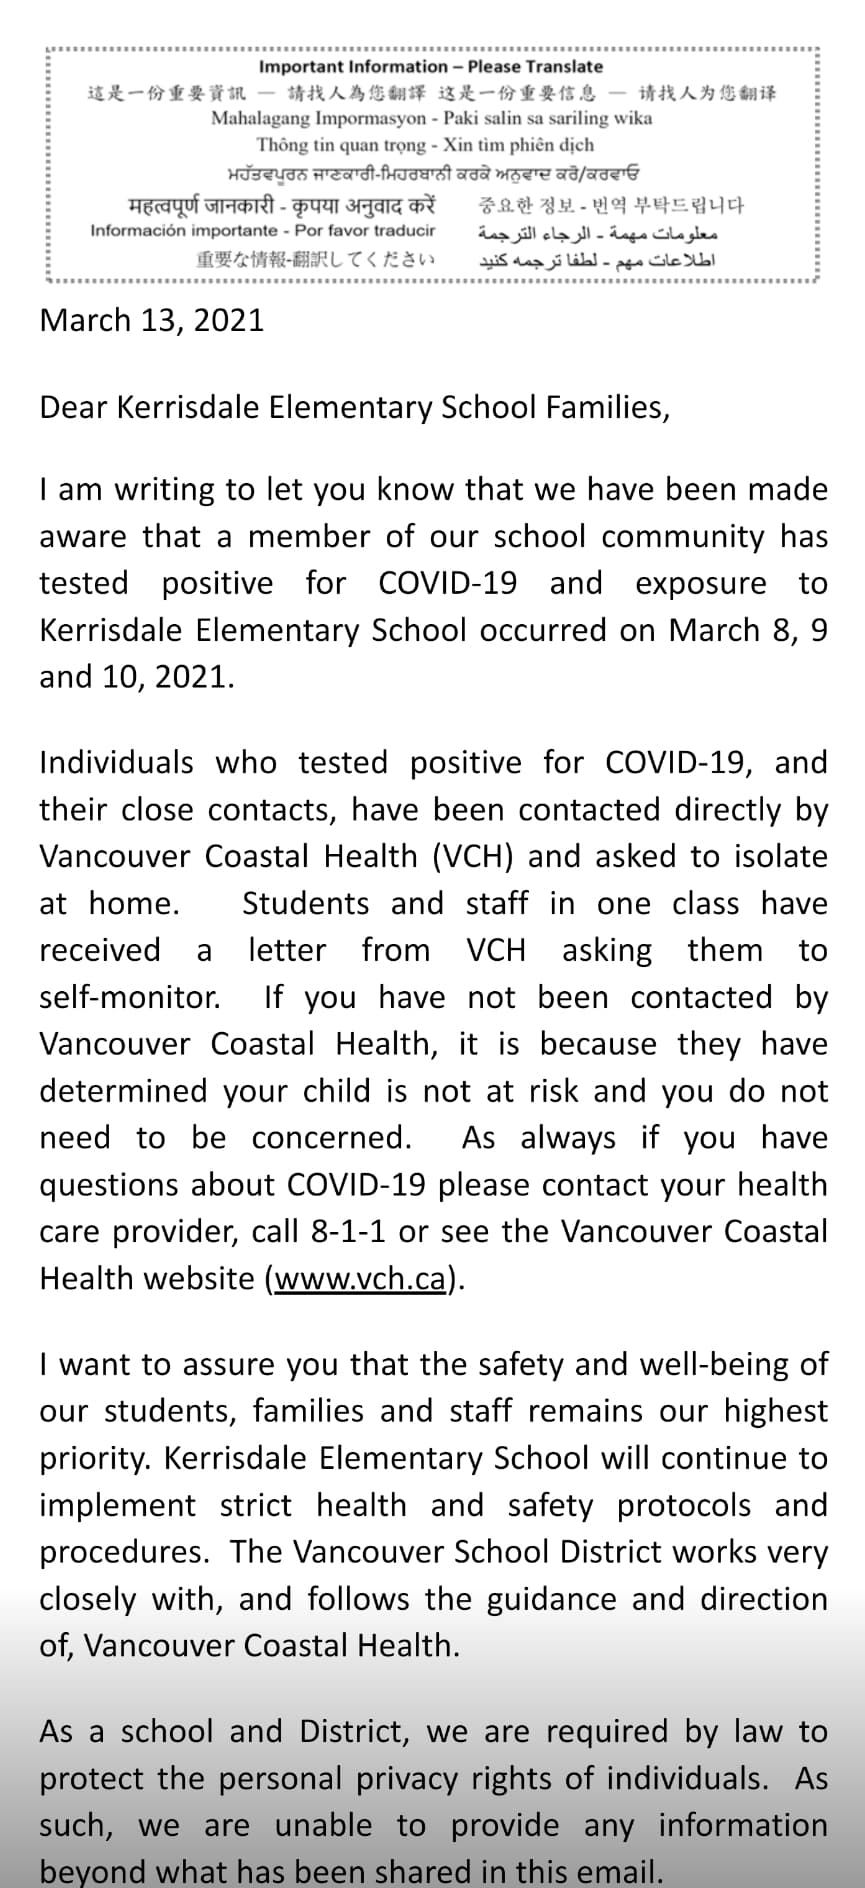 Important Information – Please Translate
這是一份重要資訊 — 請找人為您翻譯 这是一份重要信息 — 请找人为您翻译
Mahalagang Impormasyon - Paki salin sa sariling wika
Thông tin quan trọng - Xin tìm phiên dịch
ਮਹੱਤਵਪੂਰਨ ਜਾਣਕਾਰੀ-ਮਿਹਰਬਾਨੀ ਕਰਕੇ ਅਨੁਵਾਦ ਕਰੋ/ਕਰਵਾਓ
महत्वपूर्ण जानकारी - कृपया अनुवाद करें 중요한 정보 - 번역 부탁드립니다
Información importante - Por favor traducir معلومات مهمة - الرجاء الترجمة
重要な情報-翻訳してください اطلاعات مهم - لطفا ترجمه کنید
March 13, 2021
Dear Kerrisdale Elementary School Families,
I am writing to let you know that we have been made
aware that a member of our school community has
tested positive for COVID-19 and exposure to
Kerrisdale Elementary School occurred on March 8, 9
and 10, 2021.
Individuals who tested positive for COVID-19, and
their close contacts, have been contacted directly by
Vancouver Coastal Health (VCH) and asked to isolate
at home. Students and staff in one class have
received a letter from VCH asking them to
self-monitor. If you have not been contacted by
Vancouver Coastal Health, it is because they have
determined your child is not at risk and you do not
need to be concerned. As always if you have
questions about COVID-19 please contact your health
care provider, call 8-1-1 or see the Vancouver Coastal
Health website (www.vch.ca).
I want to assure you that the safety and well-being of
our students, families and staff remains our highest
priority. Kerrisdale Elementary School will continue to
implement strict health and safety protocols and
procedures. The Vancouver School District works very
closely with, and follows the guidance and direction
of, Vancouver Coastal Health.
As a school and District, we are required by law to
protect the personal privacy rights of individuals. As
such, we are unable to provide any information
beyond what has been shared in this email.